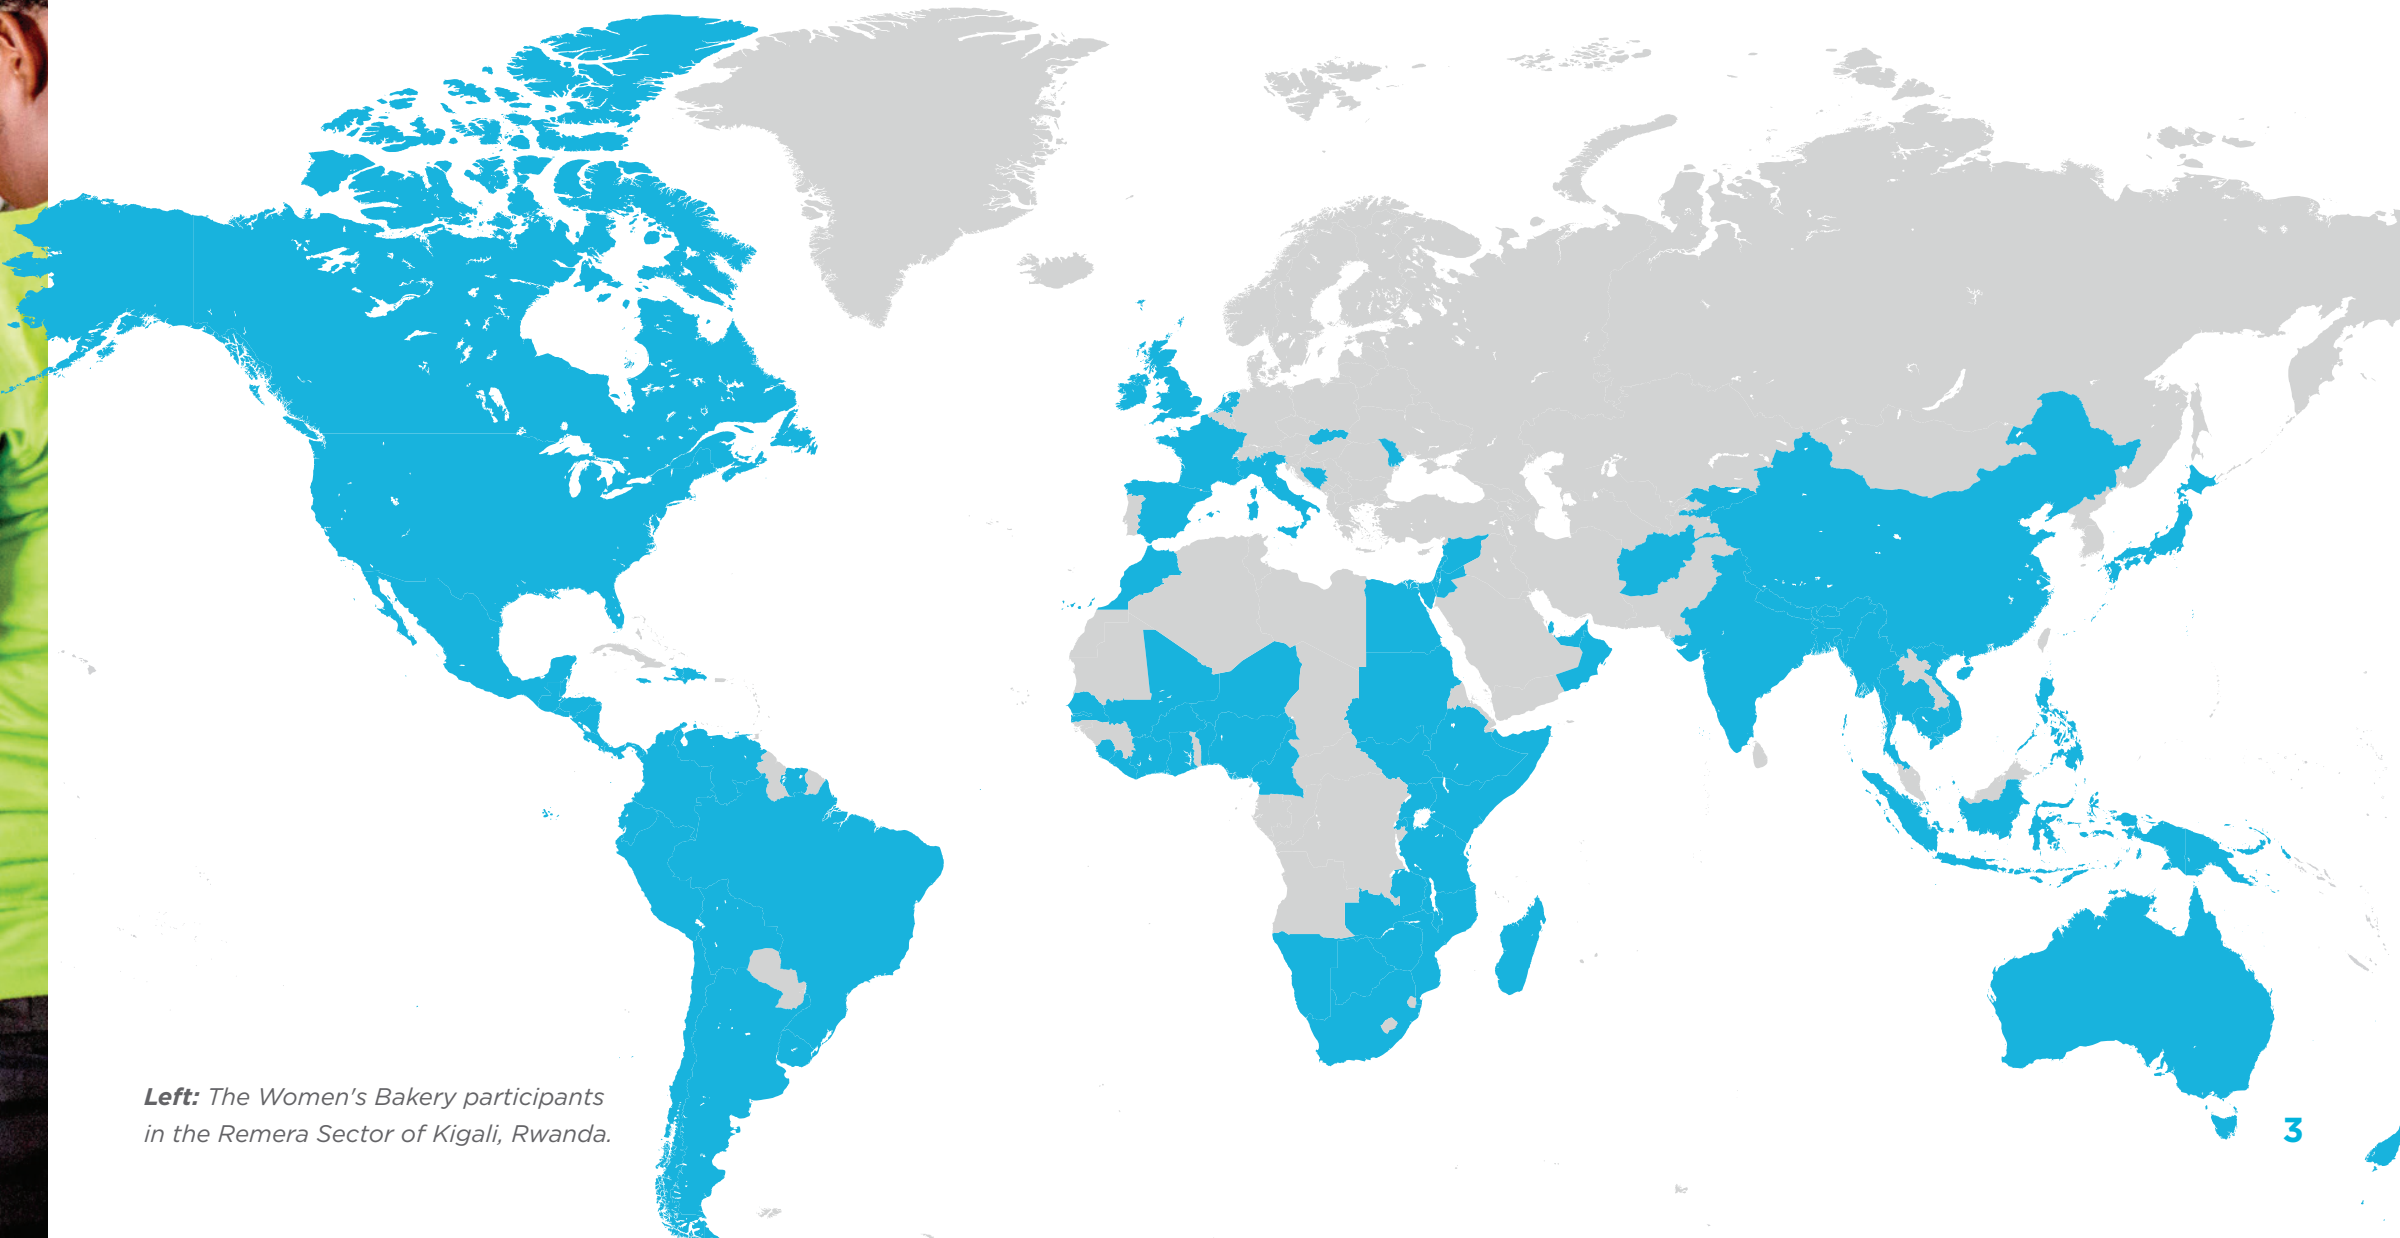 Left: The Women's Bakery participants
in the Remera Sector of Kigali, Rwanda.
3